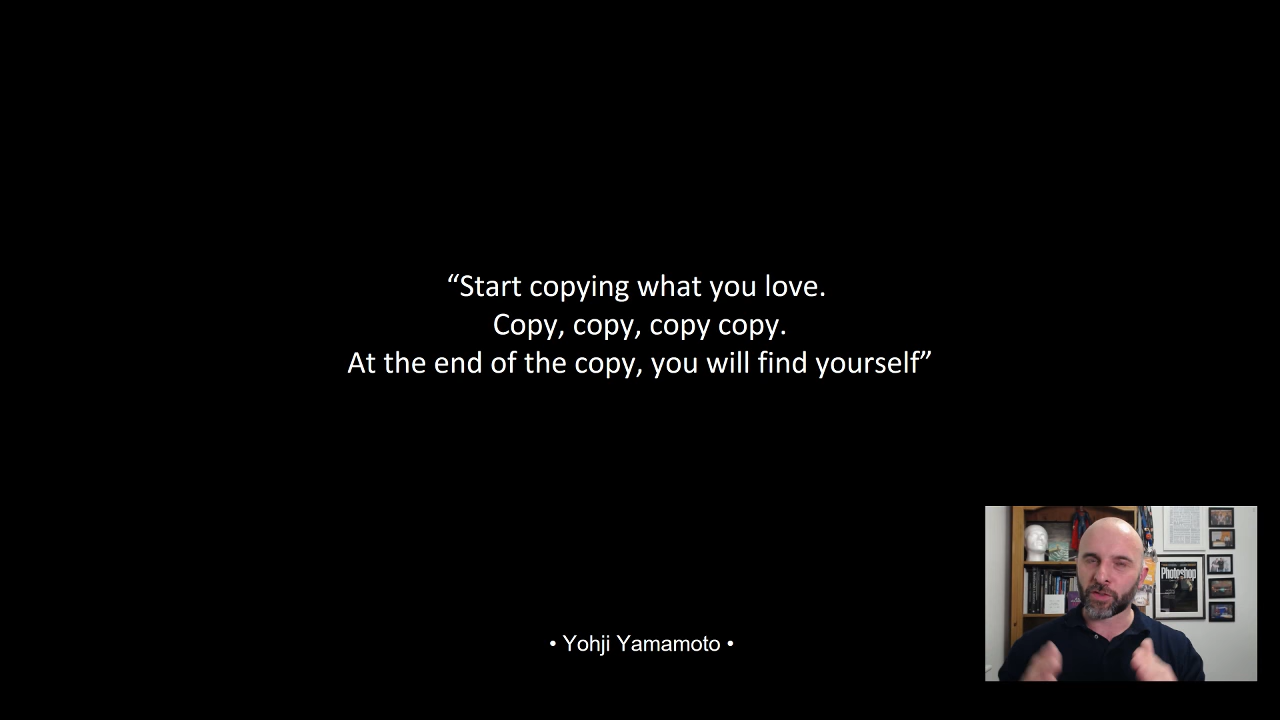 “Start copying what you love.
Copy, copy, copy copy.
At the end of the copy, you will find yourself”
• Yohji Yamamoto •
Photoshop